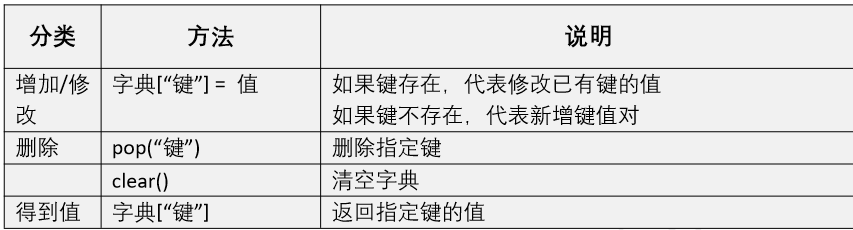 分类 方法 说明
增加/修 字典[“键”] = 值 如果键存在，代表修改已有键的值
改 如果键不存在，代表新增键值对
删除 pop(“键”) 删除指定键
clear() 清空字典
得到值 字典[“键”] 返回指定键的值